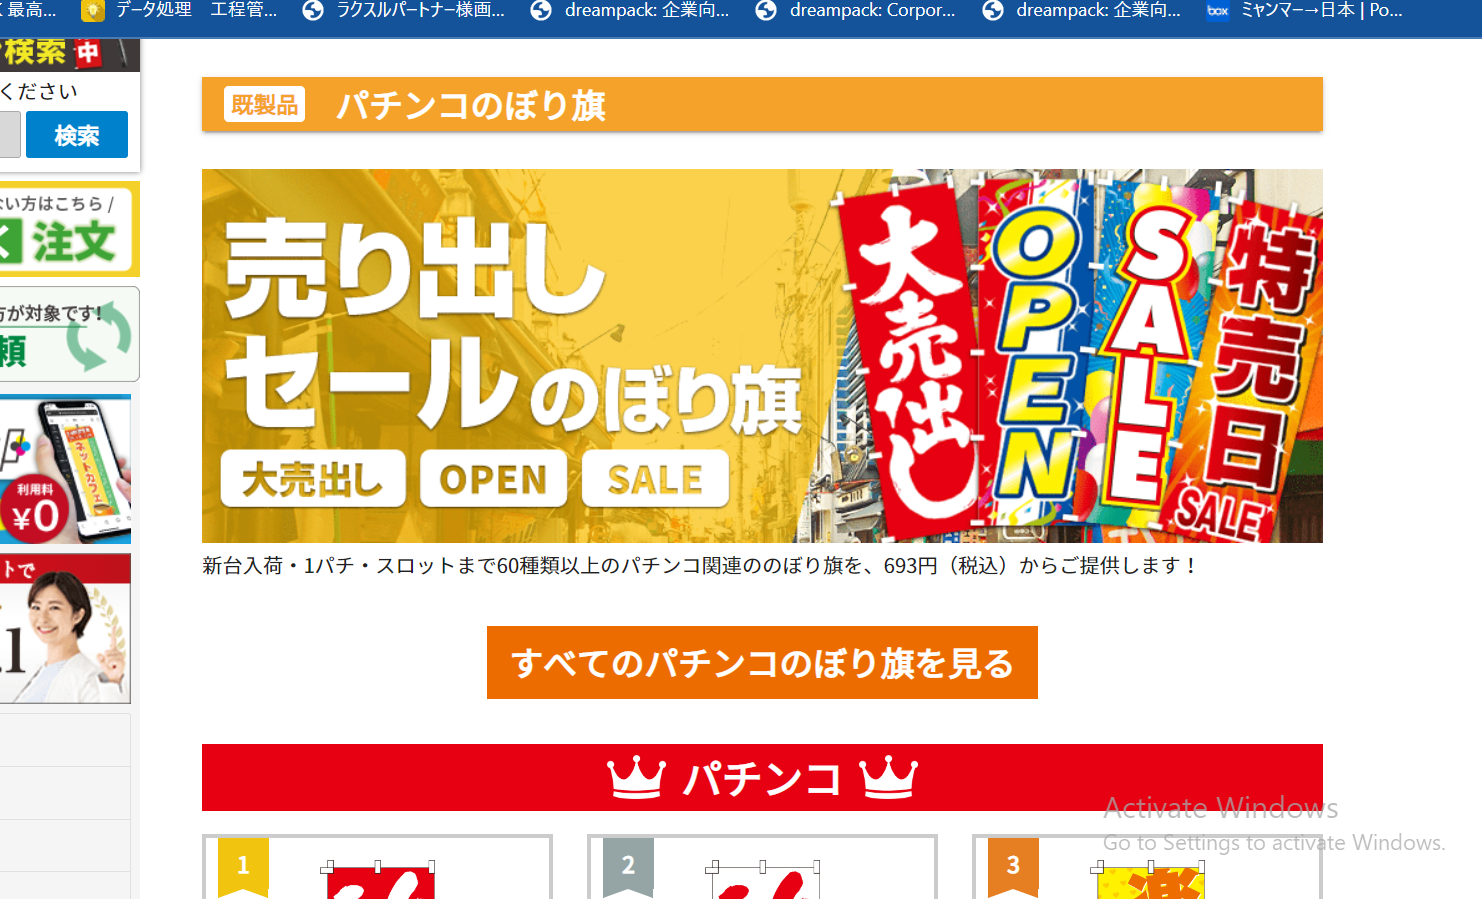 最高...
データ処理 工程管...
ラクスルパートナー様画...
dreampack: 企業向...
dreampack: Corpor...
dreampack: 企業向...
box
ミャンマー→日本 | Po...
検索
中
ください
検索
ない方はこちら /
注文
方が対象です!
頼
利用料
¥0
ネットカフェ
トで
既製品
パチンコのぼり旗
売り出し
セールのぼり旗
大売出し
OPEN
SALE
大売出し
OPEN
SALE
特売日
SALE
新台入荷・1パチ・スロットまで60種類以上のパチンコ関連ののぼり旗を、693円（税込）からご提供します！
すべてのパチンコのぼり旗を見る
パチンコ
1
2
3
Activate Windows
Go to Settings to activate Windows.